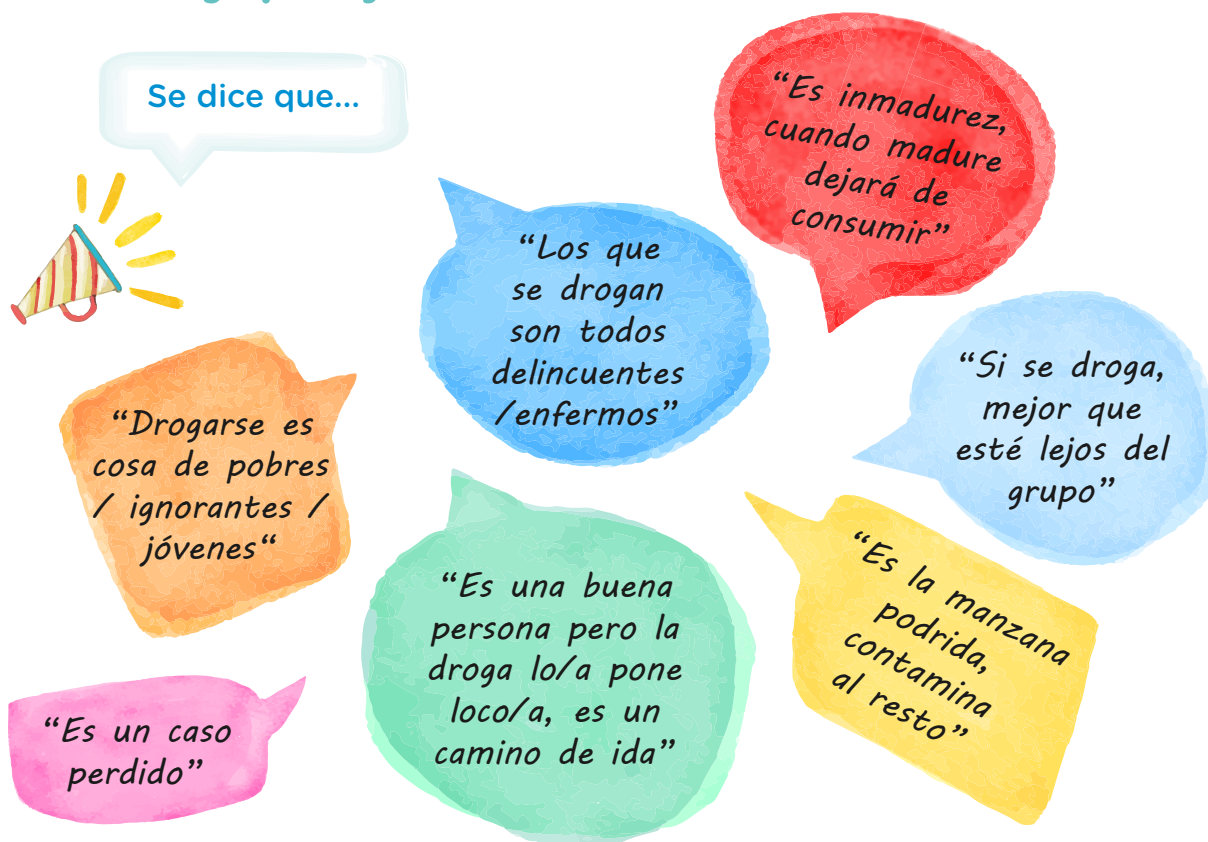 Se dice que...
“Es inmadurez,
cuando madure
dejará de
consumir”
“Los que
se drogan
son todos
delincuentes
/enfermos”
“Si se droga,
mejor que
esté lejos del
grupo”
“Drogarse es
cosa de pobres
/ ignorantes /
jóvenes“
“Es la manzana
podrida,
contamina
al resto”
“Es una buena
persona pero la
droga lo/a pone
loco/a, es un
camino de ida”
“Es un caso
perdido”